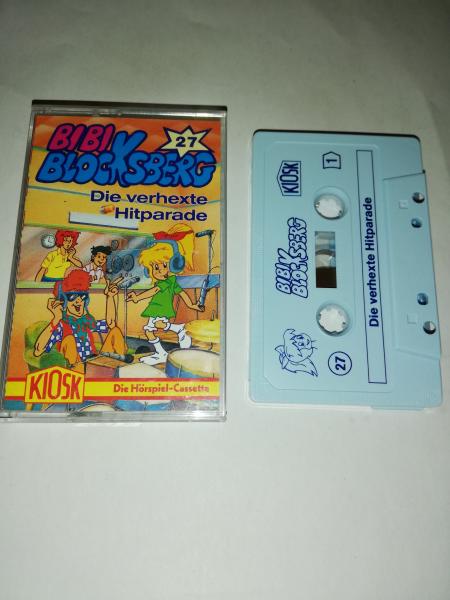 BIBI
BLOCKSBERG
27
Die verhexte
Hitparade
KIOSK
Die Hörspiel-Cassette
KIOSK
1
BIBI
BLOCKSBERG
Die verhexte Hitparade
27